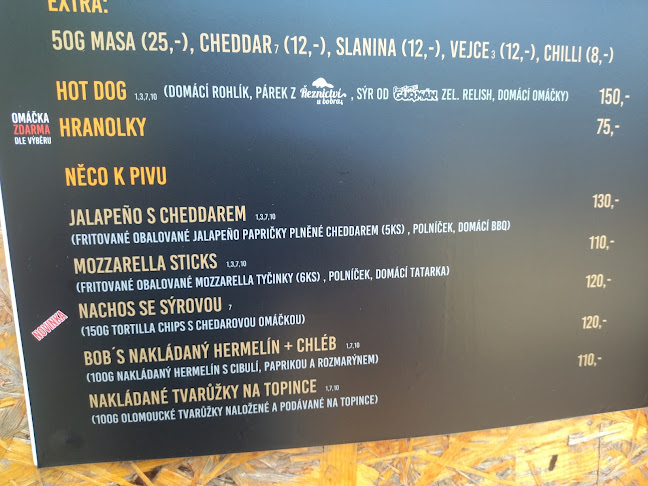 EXTRA:
50G MASA (25,-), CHEDDAR 7 (12,-), SLANINA (12,-), VEJCE 3 (12,-), CHILLI (8,-)
HOT DOG 1,3,7,10 (DOMÁCÍ ROHLÍK, PÁREK Z Řeznictví u bobra, SÝR OD GURMÁN, ZEL. RELISH, DOMÁCÍ OMÁČKY) 150,-
OMÁČKA
ZDARMA
DLE VÝBĚRU
HRANOLKY 75,-
NĚCO K PIVU
JALAPEÑO S CHEDDAREM 1,3,7,10 130,-
(FRITOVANÉ OBALOVANÉ JALAPEÑO PAPRIČKY PLNĚNÉ CHEDDAREM (5KS) , POLNÍČEK, DOMÁCÍ BBQ)
MOZZARELLA STICKS 1,3,7,10 110,-
(FRITOVANÉ OBALOVANÉ MOZZARELLA TYČINKY (6KS) , POLNÍČEK, DOMÁCÍ TATARKA)
NOVINKA
NACHOS SE SÝROVOU 7 120,-
(150G TORTILLA CHIPS S CHEDAROVOU OMÁČKOU)
BOB´S NAKLÁDANÝ HERMELÍN + CHLÉB 1,7,10 120,-
(100G NAKLÁDANÝ HERMELÍN S CIBULÍ, PAPRIKOU A ROZMARÝNEM)
NAKLÁDANÉ TVARŮŽKY NA TOPINCE 1,7,10 110,-
(100G OLOMOUCKÉ TVARŮŽKY NALOŽENÉ A PODÁVANÉ NA TOPINCE)